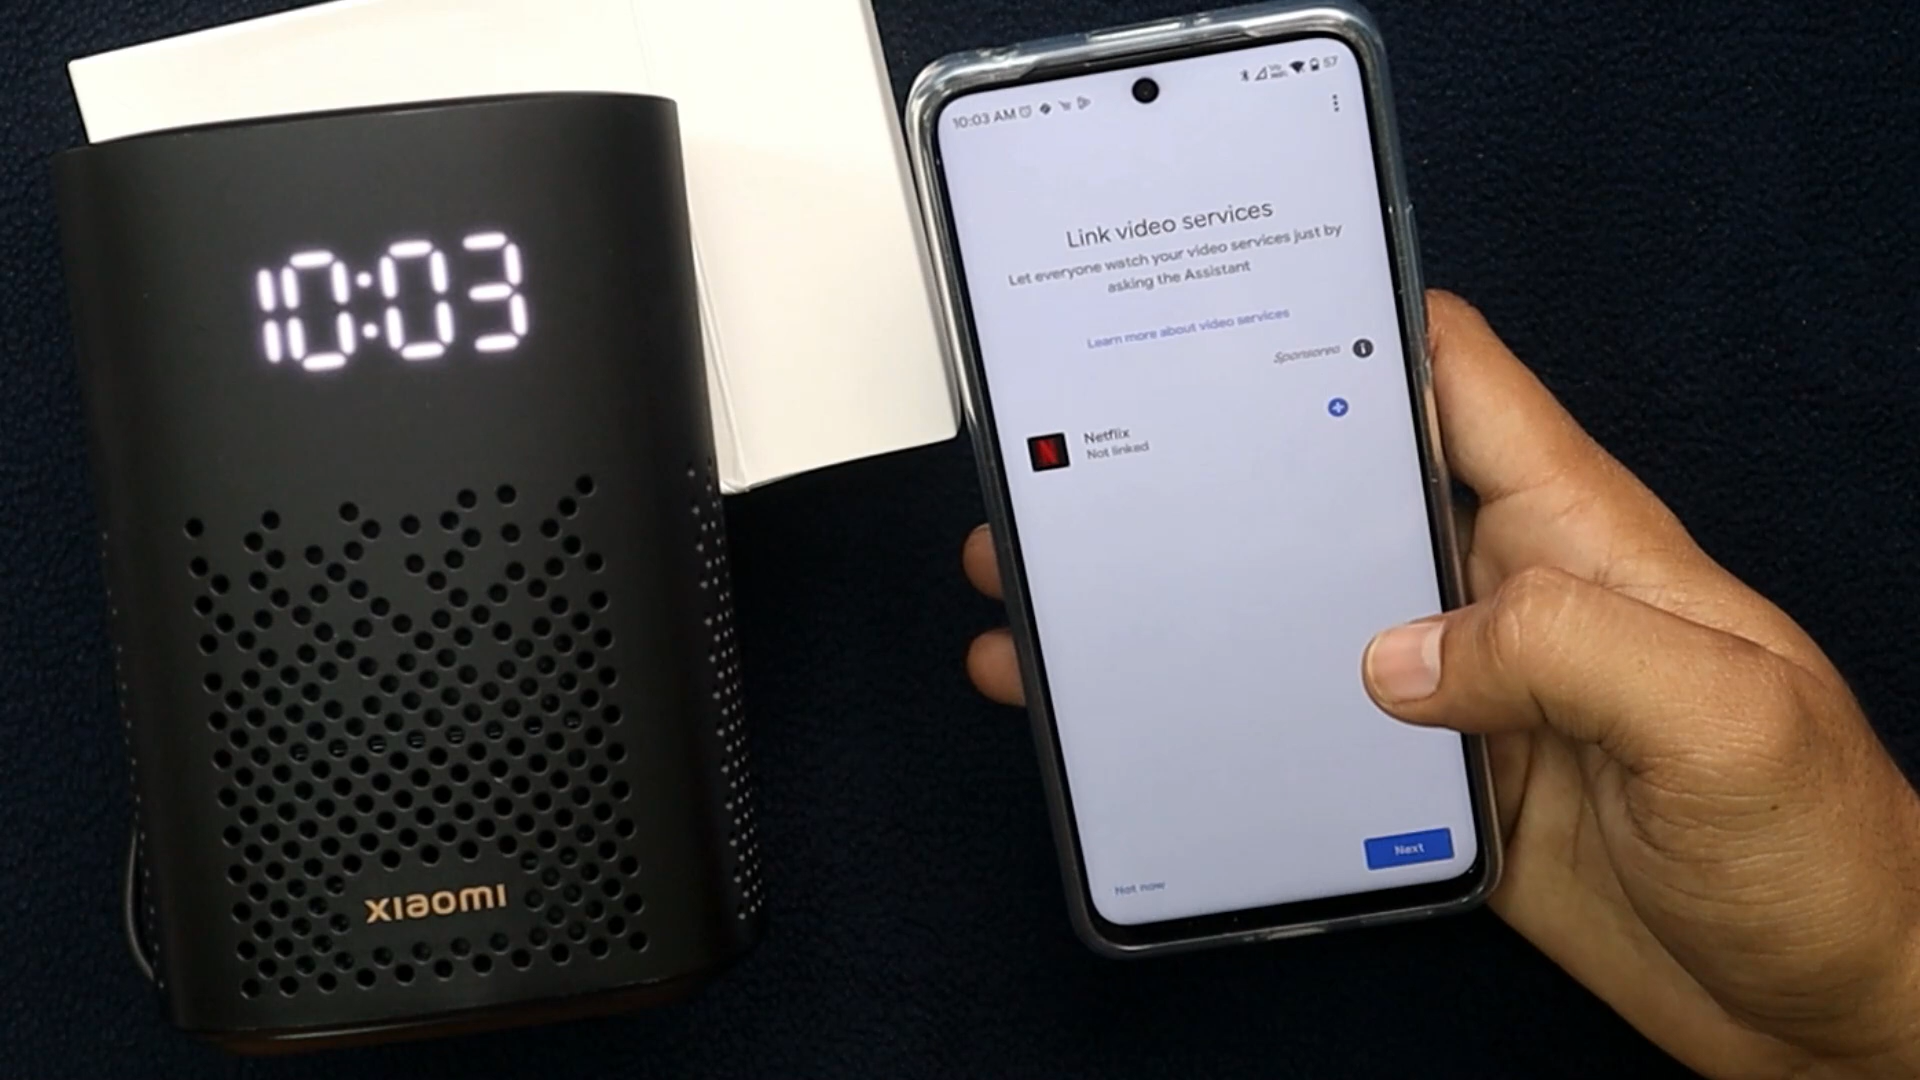 10:03
xiaomi
10:03 AM
57
Link video services
Let everyone watch your video services just by
asking the Assistant
Learn more about video services
Sponsored
Netflix
Not linked
Next
Not now